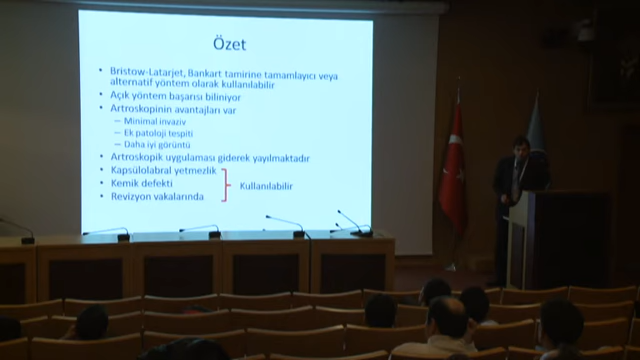 Özet
• Bristow-Latarjet, Bankart tamirine tamamlayıcı veya
alternatif yöntem olarak kullanılabilir
• Açık yöntem başarısı biliniyor
• Artroskopinin avantajları var
– Minimal invaziv
– Ek patoloji tespiti
– Daha iyi görüntü
• Artroskopik uygulaması giderek yayılmaktadır
• Kapsülolabral yetmezlik
• Kemik defekti
• Revizyon vakalarında
Kullanılabilir